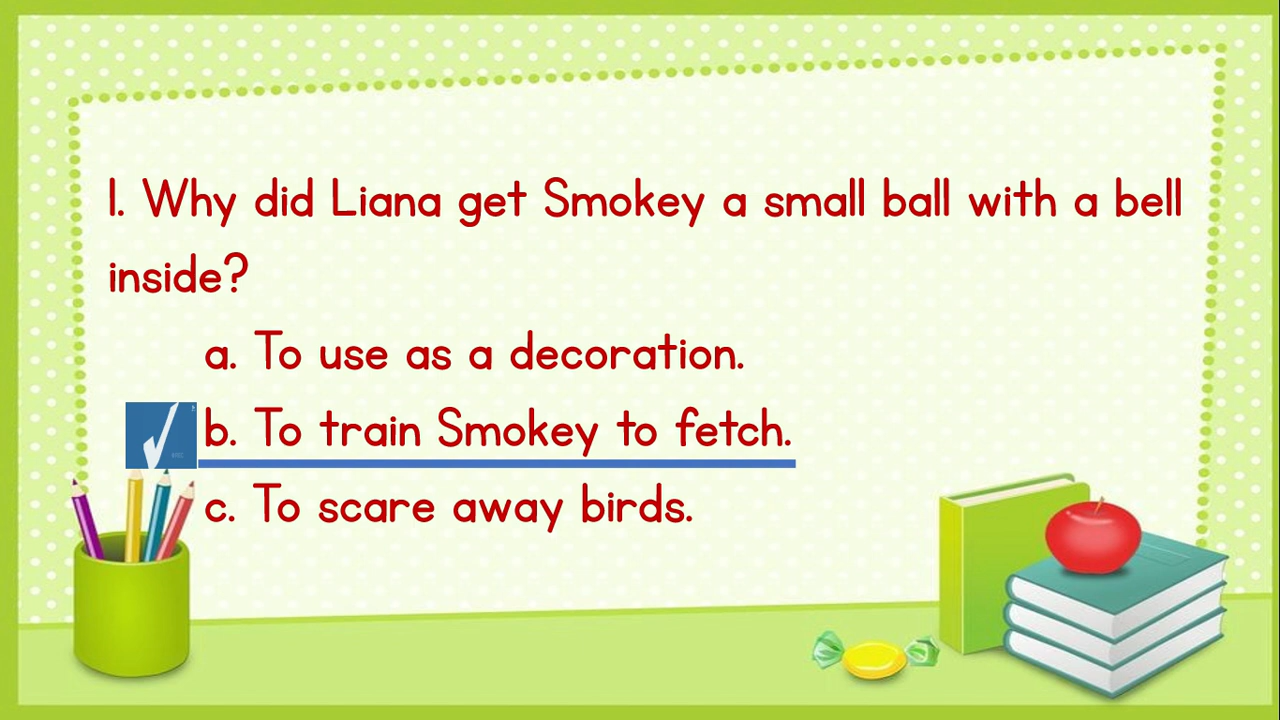 1. Why did Liana get Smokey a small ball with a bell
inside?
a. To use as a decoration.
b. To train Smokey to fetch.
c. To scare away birds.